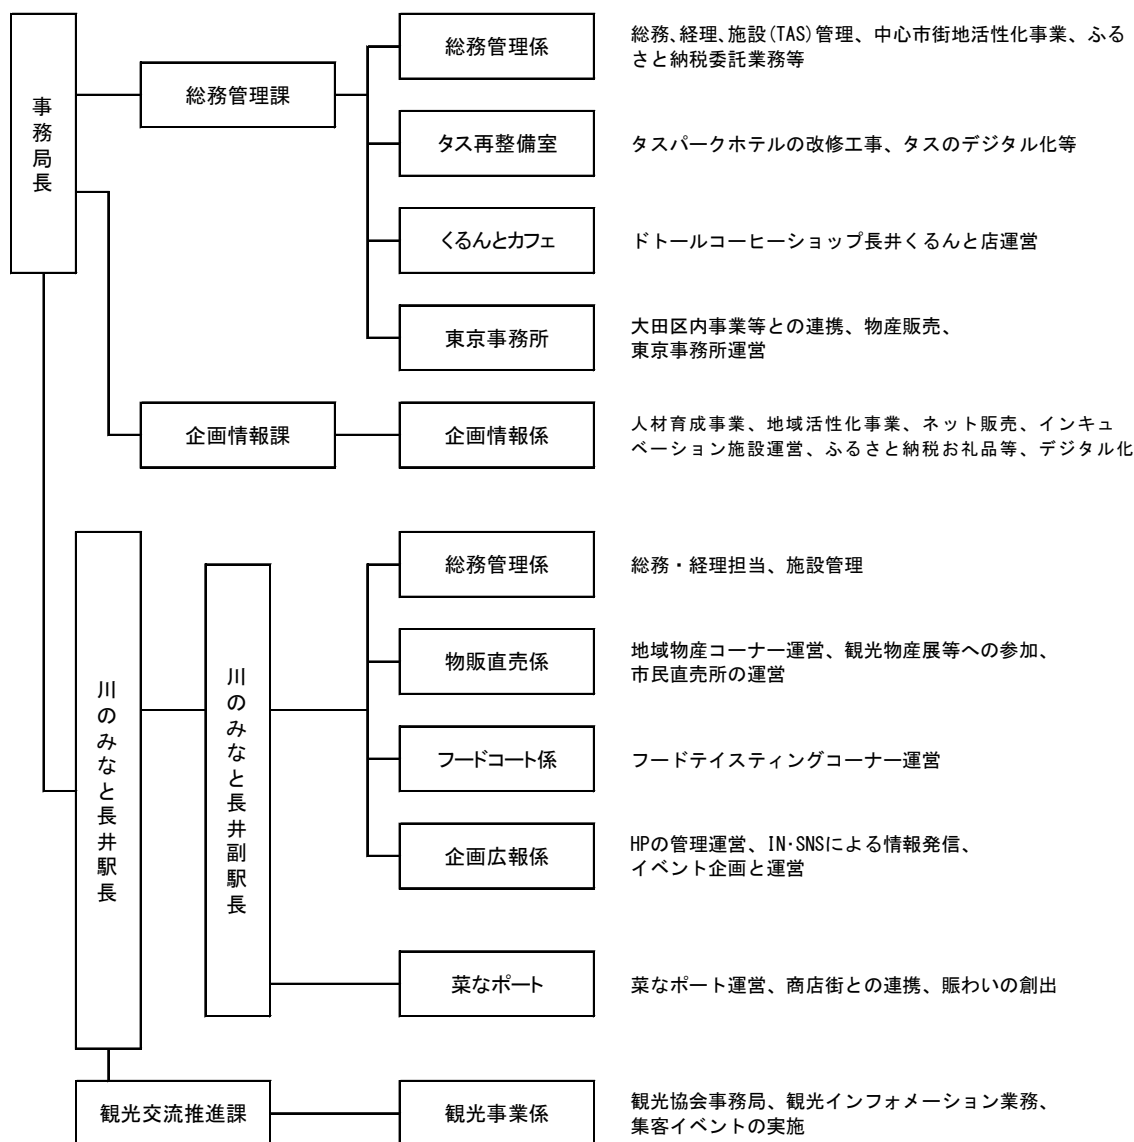 事務局長
総務管理課
総務管理係
総務、経理、施設(TAS)管理、中心市街地活性化事業、ふる
さと納税委託業務等
タス再整備室
タスパークホテルの改修工事、タスのデジタル化等
くるんとカフェ
ドトールコーヒーショップ長井くるんと店運営
東京事務所
大田区内事業等との連携、物産販売、
東京事務所運営
企画情報課
企画情報係
人材育成事業、地域活性化事業、ネット販売、インキュ
ベーション施設運営、ふるさと納税お礼品等、デジタル化
川のみなと長井駅長
川のみなと長井副駅長
総務管理係
総務・経理担当、施設管理
物販直売係
地域物産コーナー運営、観光物産展等への参加、
市民直売所の運営
フードコート係
フードテイスティングコーナー運営
企画広報係
HPの管理運営、IN・SNSによる情報発信、
イベント企画と運営
菜なポート
菜なポート運営、商店街との連携、賑わいの創出
観光交流推進課
観光事業係
観光協会事務局、観光インフォメーション業務、
集客イベントの実施